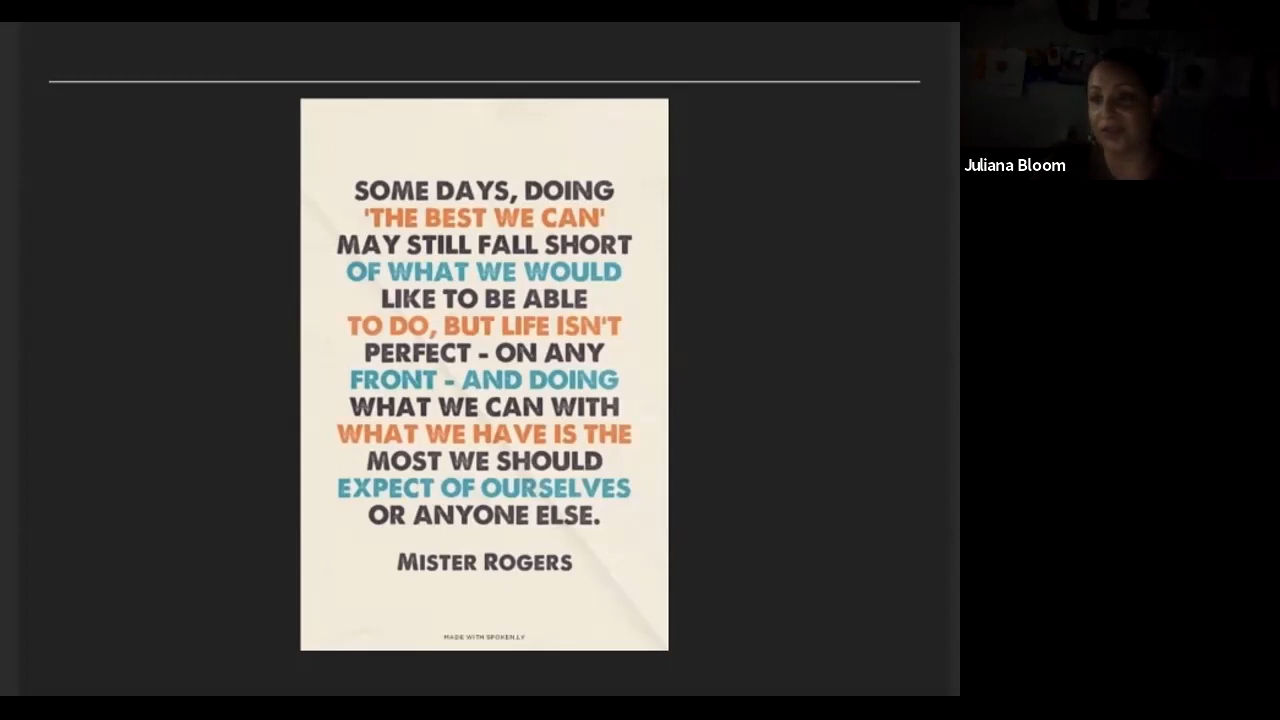 SOME DAYS, DOING
'THE BEST WE CAN'
MAY STILL FALL SHORT
OF WHAT WE WOULD
LIKE TO BE ABLE
TO DO, BUT LIFE ISN'T
PERFECT - ON ANY
FRONT - AND DOING
WHAT WE CAN WITH
WHAT WE HAVE IS THE
MOST WE SHOULD
EXPECT OF OURSELVES
OR ANYONE ELSE.
MISTER ROGERS
MADE WITH SPOKEN.LY
Juliana Bloom